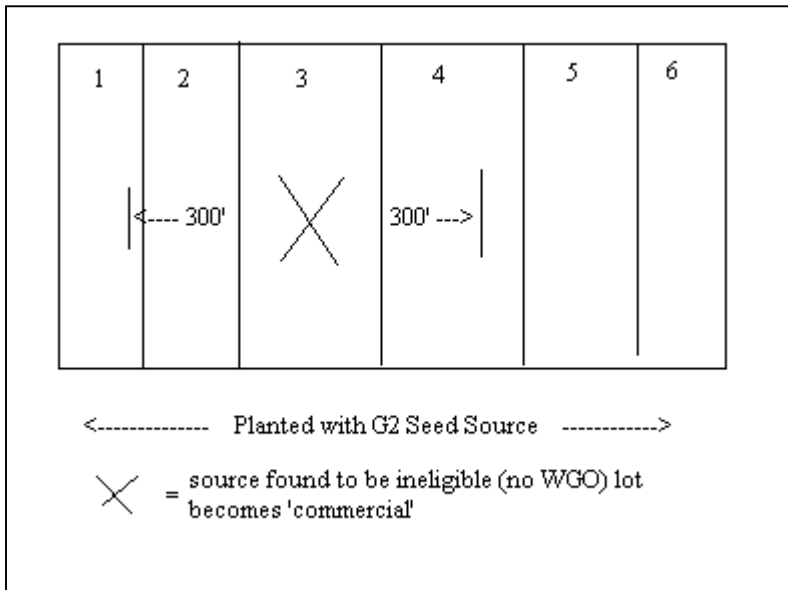 1 2 3 4 5 6
<---- 300' 300' --->
<-------------- Planted with G2 Seed Source ------------>
= source found to be ineligible (no WGO) lot
becomes 'commercial'